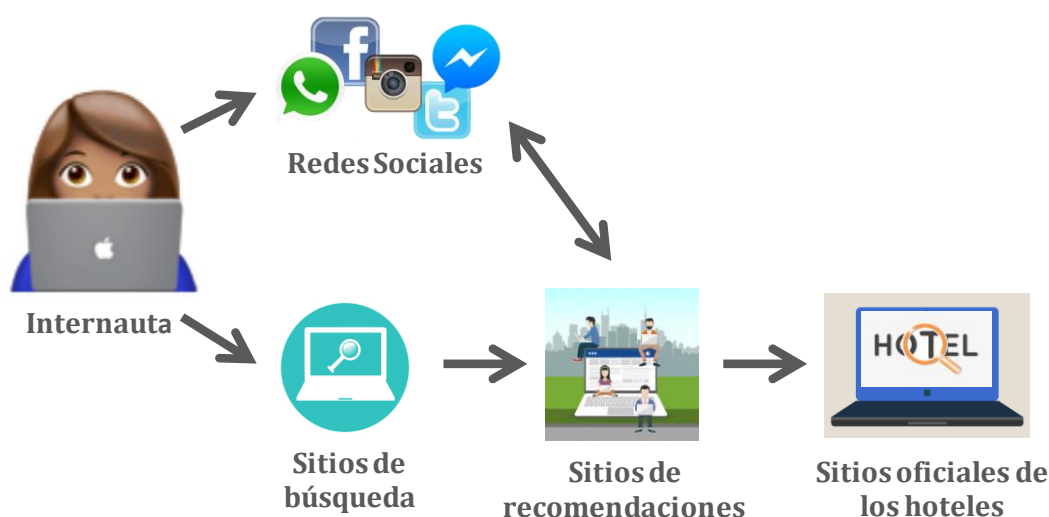 Redes Sociales
Internauta
HOTEL
Sitios de
búsqueda
Sitios de
recomendaciones
Sitios oficiales de
los hoteles